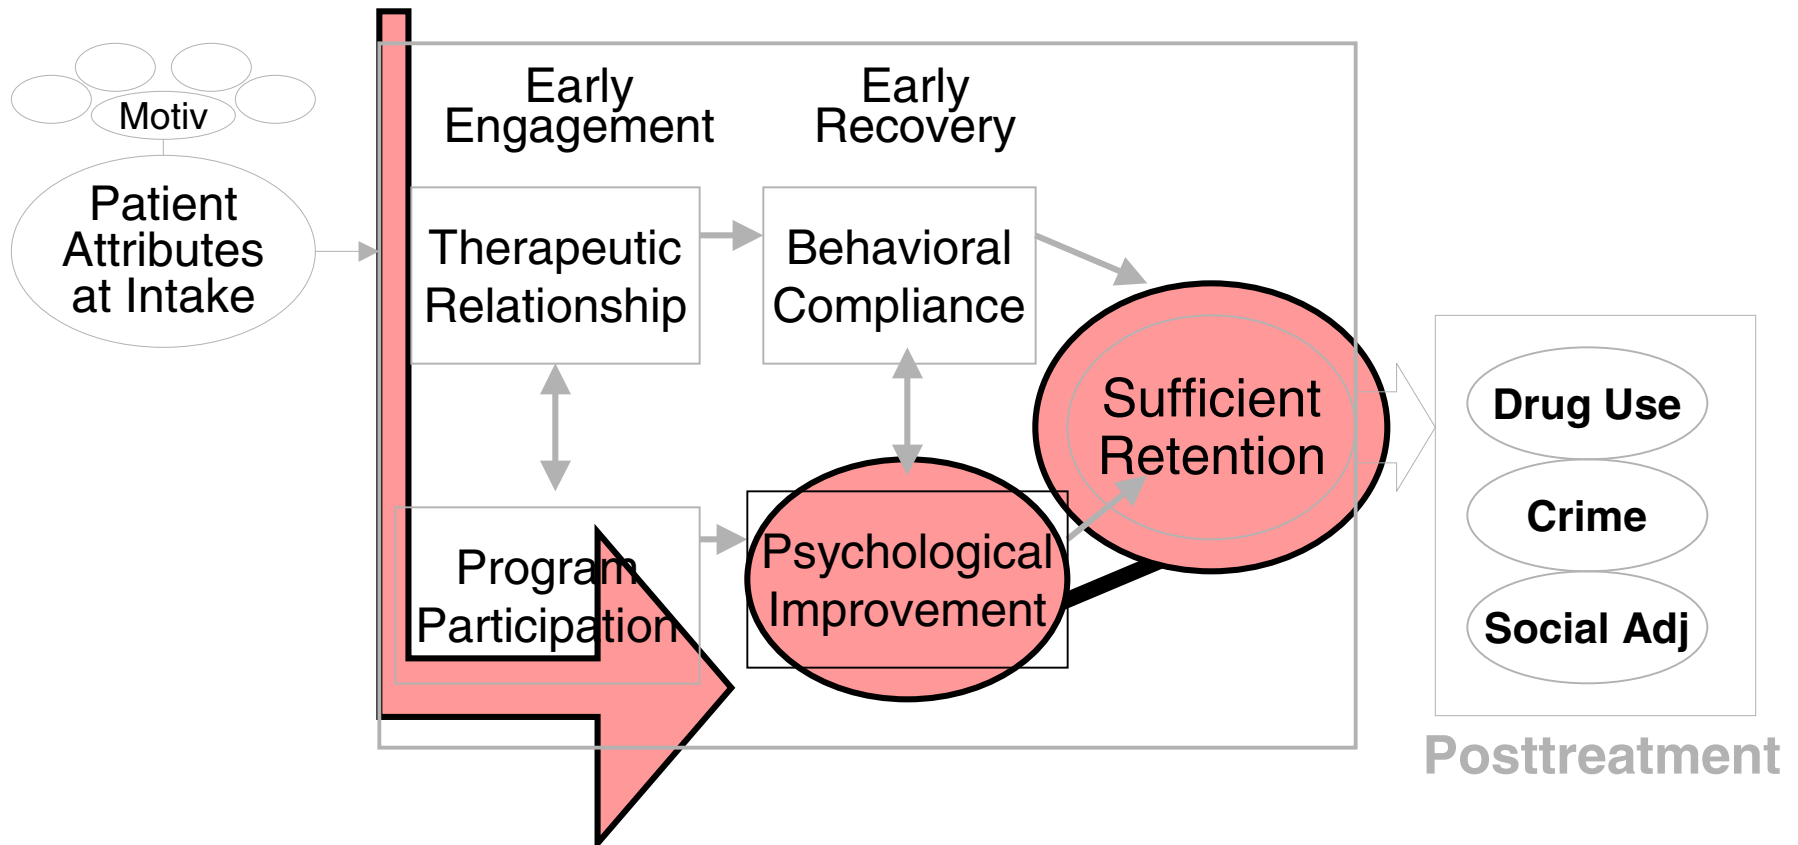 Motiv
Patient
Attributes
at Intake
Early
Engagement
Early
Recovery
Therapeutic
Relationship
Behavioral
Compliance
Program
Participation
Psychological
Improvement
Sufficient
Retention
Drug Use
Crime
Social Adj
Posttreatment